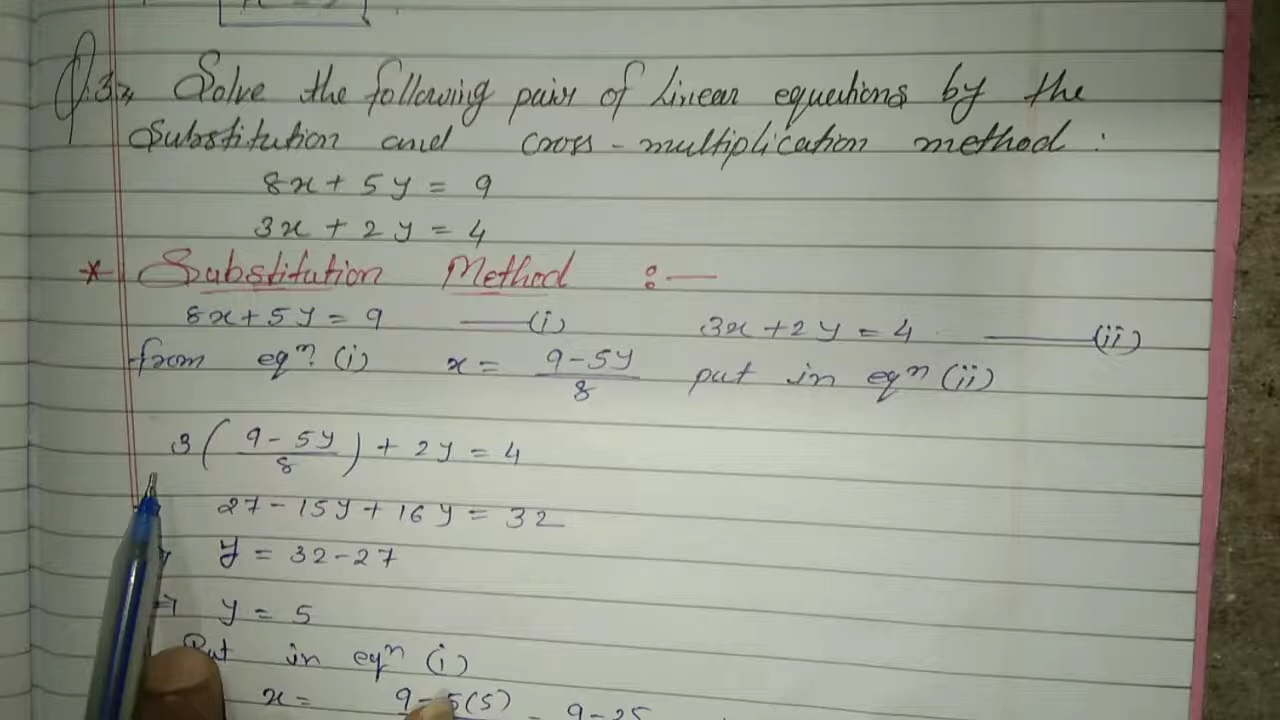 Q.3» Solve the following pair of Linear equations by the
Substitution and cross-multiplication method :
8x + 5y = 9
3x + 2y = 4
* Substitution Method :—
8x + 5y = 9 —(i) 3x + 2y = 4 —(ii)
from eqn (i) x = (9 - 5y)/8 put in eqn (ii)
3 ((9 - 5y)/8) + 2y = 4
27 - 15y + 16y = 32
y = 32 - 27
⇒ y = 5
Put in eqn (i)
x = 9 - 5(5) = 9 - 25